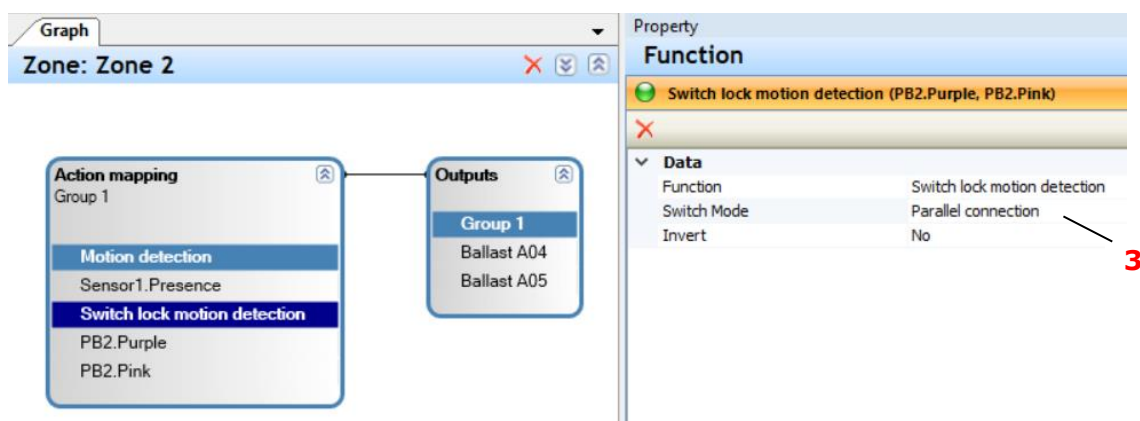 Graph
Zone: Zone 2
Action mapping
Group 1
Motion detection
Sensor1.Presence
Switch lock motion detection
PB2.Purple
PB2.Pink
Outputs
Group 1
Ballast A04
Ballast A05
Property
Function
Switch lock motion detection (PB2.Purple, PB2.Pink)
Data
Function Switch lock motion detection
Switch Mode Parallel connection
Invert No
3